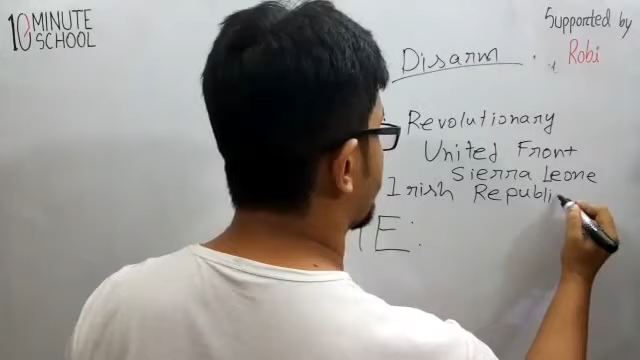 10 MINUTE
SCHOOL
Supported by
Robi
Disarm
Revolutionary
United Front
Sierra Leone
Irish Republi
E: